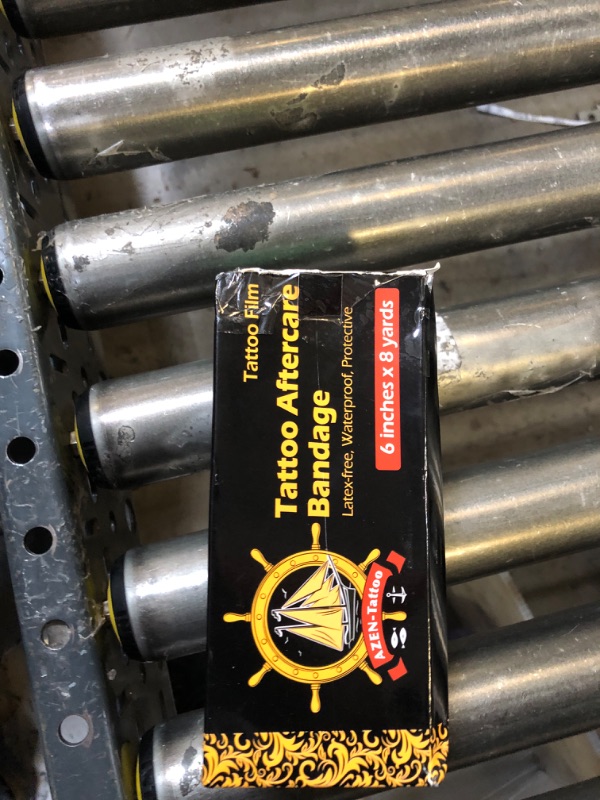 Tattoo Film
Tattoo Aftercare
Bandage
Latex-free, Waterproof, Protective
6 inches x 8 yards
AZEN-Tattoo